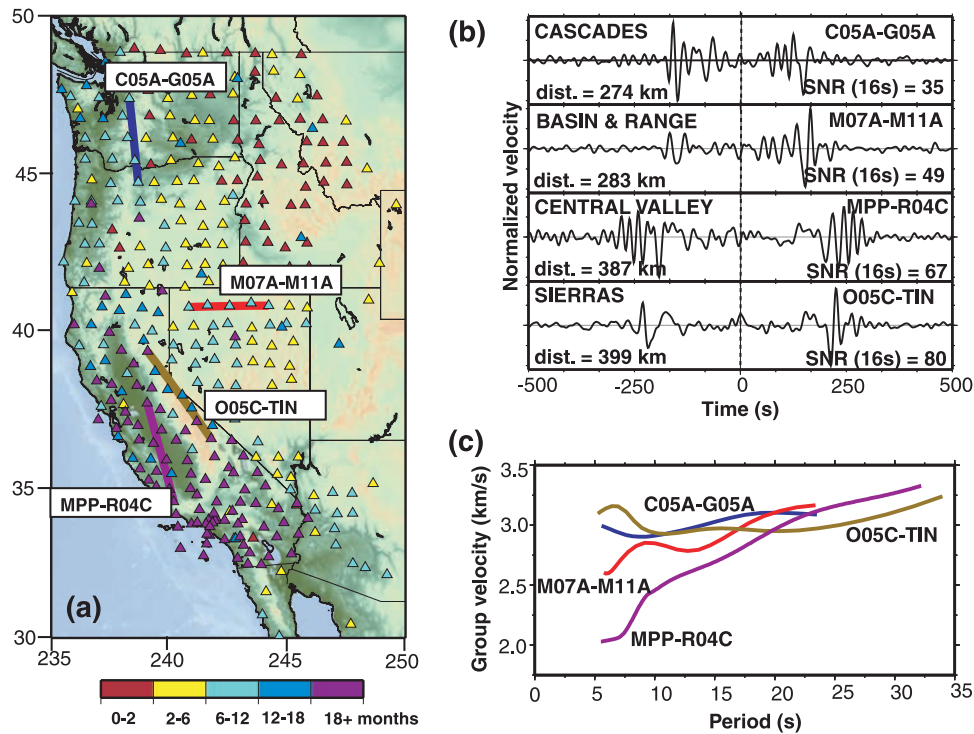 50
45
40
35
30
235
240
245
250
C05A-G05A
M07A-M11A
O05C-TIN
MPP-R04C
(a)
0-2
2-6
6-12
12-18
18+ months
(b)
-500
-250
0
250
500
CASCADES
C05A-G05A
dist. = 274 km
SNR (16s) = 35
BASIN & RANGE
M07A-M11A
dist. = 283 km
SNR (16s) = 49
CENTRAL VALLEY
MPP-R04C
dist. = 387 km
SNR (16s) = 67
SIERRAS
O05C-TIN
dist. = 399 km
SNR (16s) = 80
Normalized velocity
-500
-250
0
250
500
Time (s)
(c)
3.5
3.0
2.5
2.0
Group velocity (km/s)
C05A-G05A
O05C-TIN
M07A-M11A
MPP-R04C
0
5
10
15
20
25
30
35
Period (s)